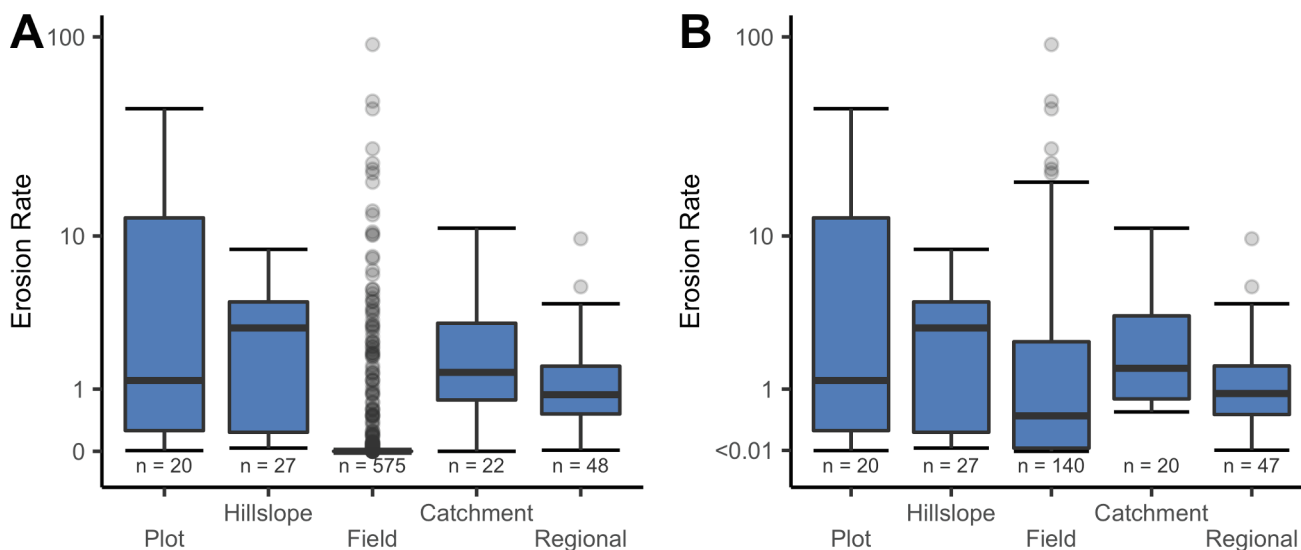 A
100
10
1
0
Erosion Rate
n = 20
n = 27
n = 575
n = 22
n = 48
Hillslope
Catchment
Plot
Field
Regional
B
100
10
1
<0.01
Erosion Rate
n = 20
n = 27
n = 140
n = 20
n = 47
Hillslope
Catchment
Plot
Field
Regional